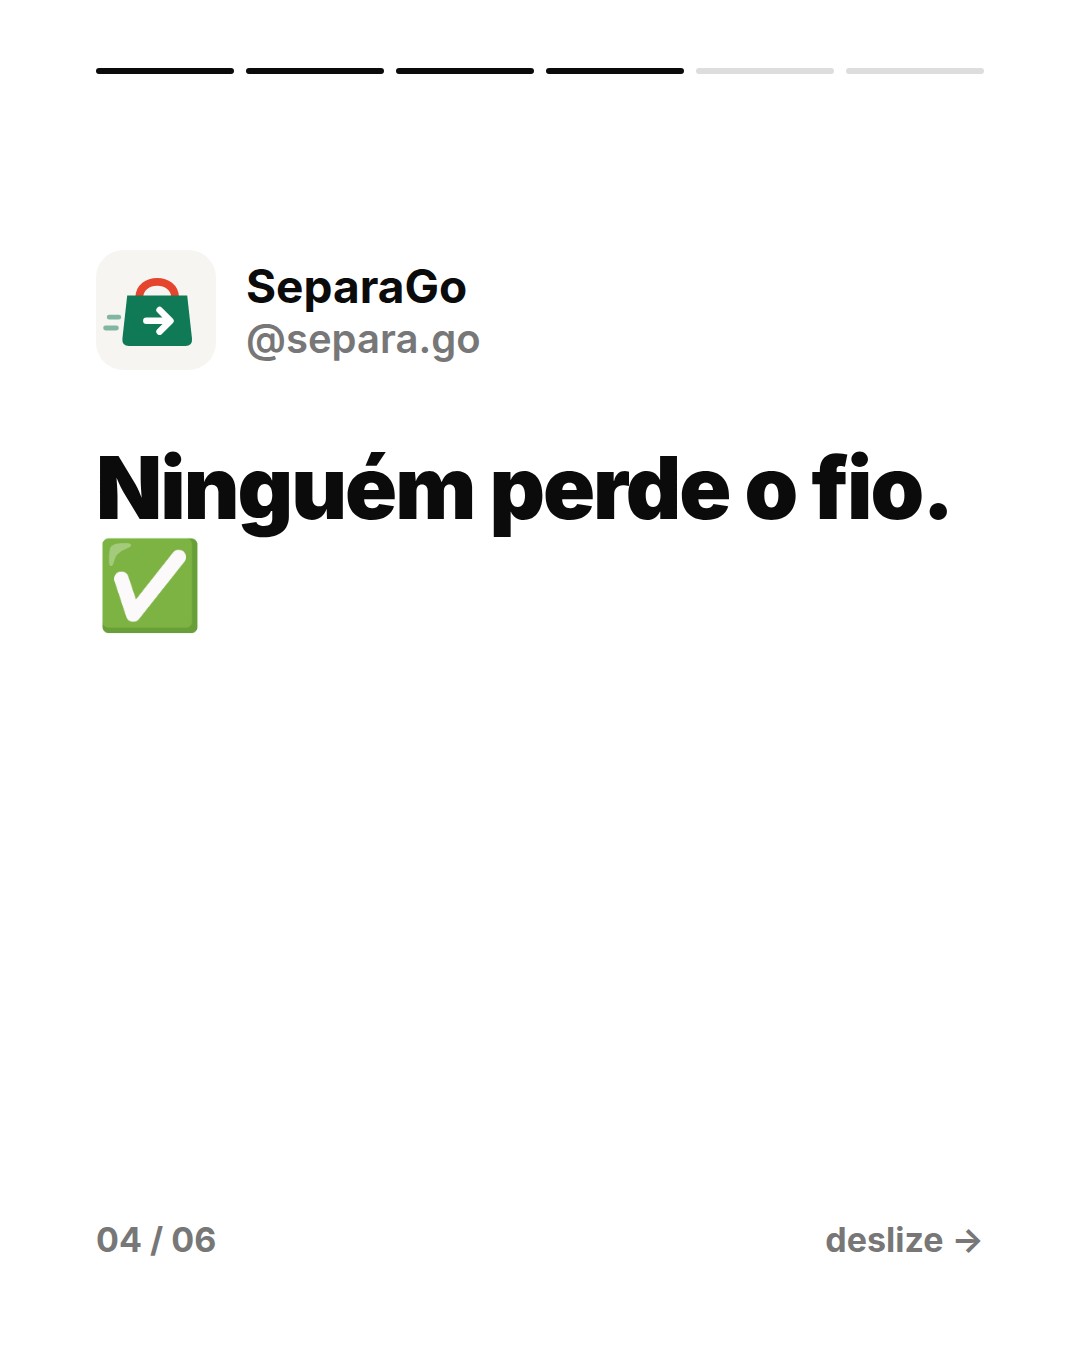 SeparaGo
@separa.go
Ninguém perde o fio.
✅
04 / 06
deslize →